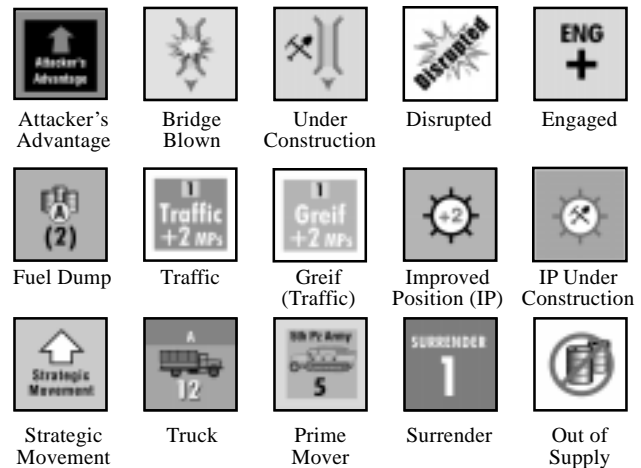 Attacker's
Advantage
Disrupted
ENG
+
Attacker's
Advantage
Bridge
Blown
Under
Construction
Disrupted
Engaged
A
(2)
1
Traffic
+2 MPs
1
Greif
+2 MPs
+2
Fuel Dump
Traffic
Greif
(Traffic)
Improved
Position (IP)
IP Under
Construction
Strategic
Movement
A
12
5th Pz Army
5
SURRENDER
1
Strategic
Movement
Truck
Prime
Mover
Surrender
Out of
Supply